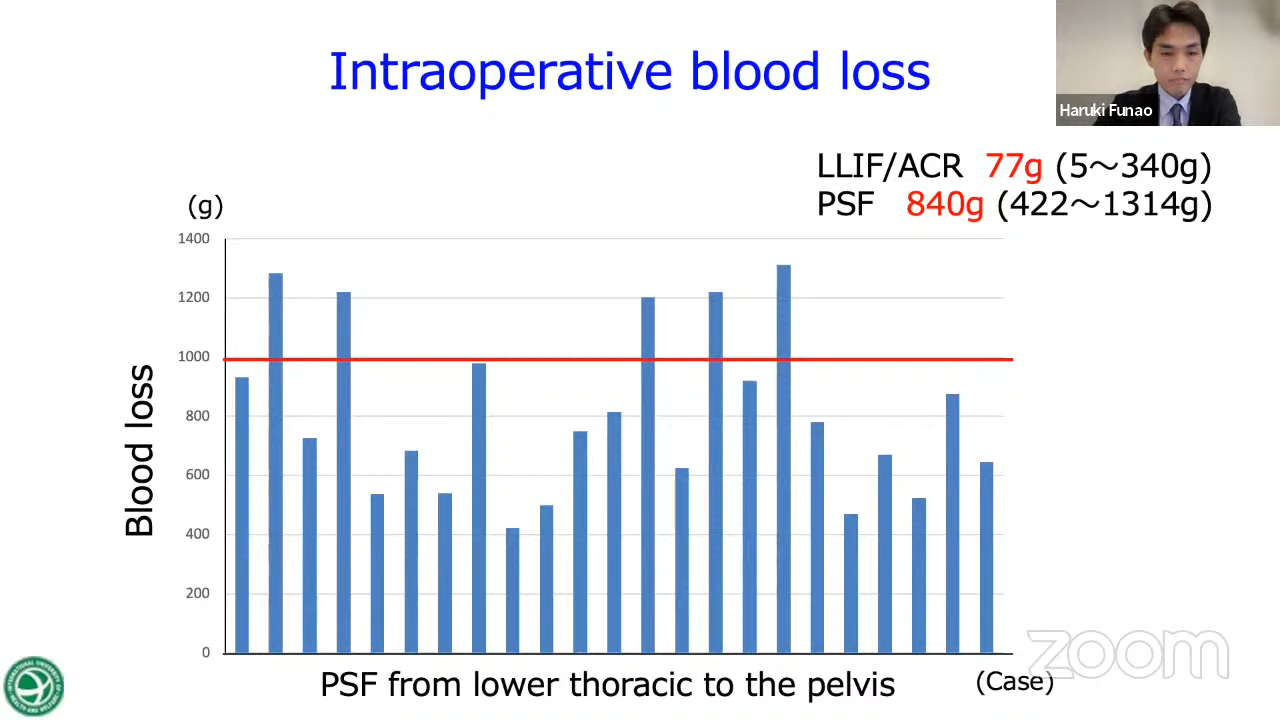 Intraoperative blood loss
Haruki Funao
LLIF/ACR 77g (5～340g)
PSF 840g (422～1314g)
(g)
1400
1200
1000
800
600
400
200
0
Blood loss
PSF from lower thoracic to the pelvis
(Case)
zoom